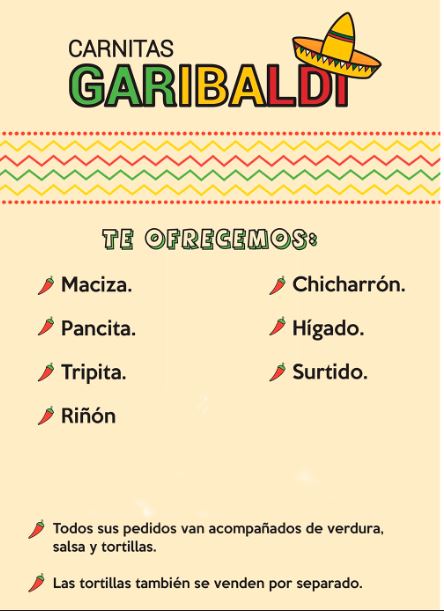 CARNITAS
GARIBALDI
TE OFRECEMOS:
Maciza.
Pancita.
Tripita.
Riñón
Chicharrón.
Hígado.
Surtido.
Todos sus pedidos van acompañados de verdura,
salsa y tortillas.
Las tortillas también se venden por separado.